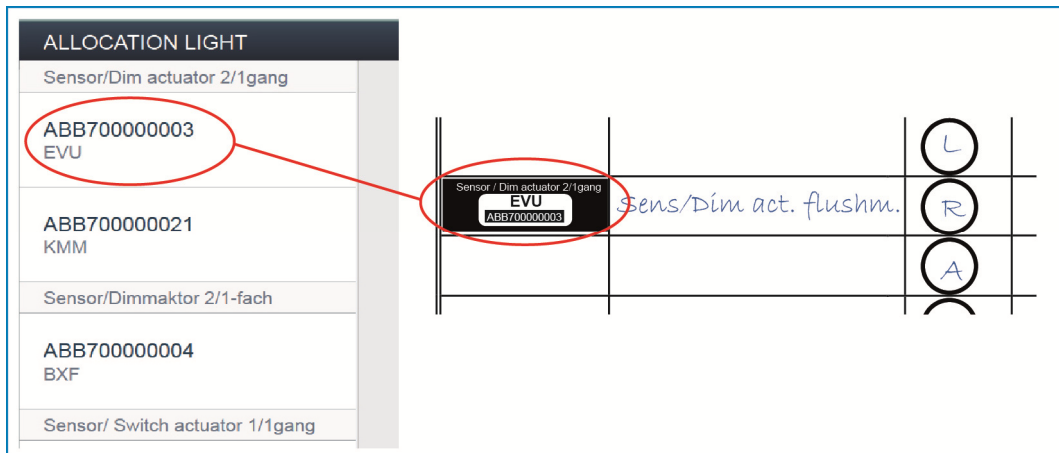 ALLOCATION LIGHT
Sensor/Dim actuator 2/1gang
ABB700000003
EVU
ABB700000021
KMM
Sensor/Dimmaktor 2/1-fach
ABB700000004
BXF
Sensor/ Switch actuator 1/1gang
L
Sensor / Dim actuator 2/1gang
EVU
ABB700000003
Sens/Dim act. flushm.
R
A